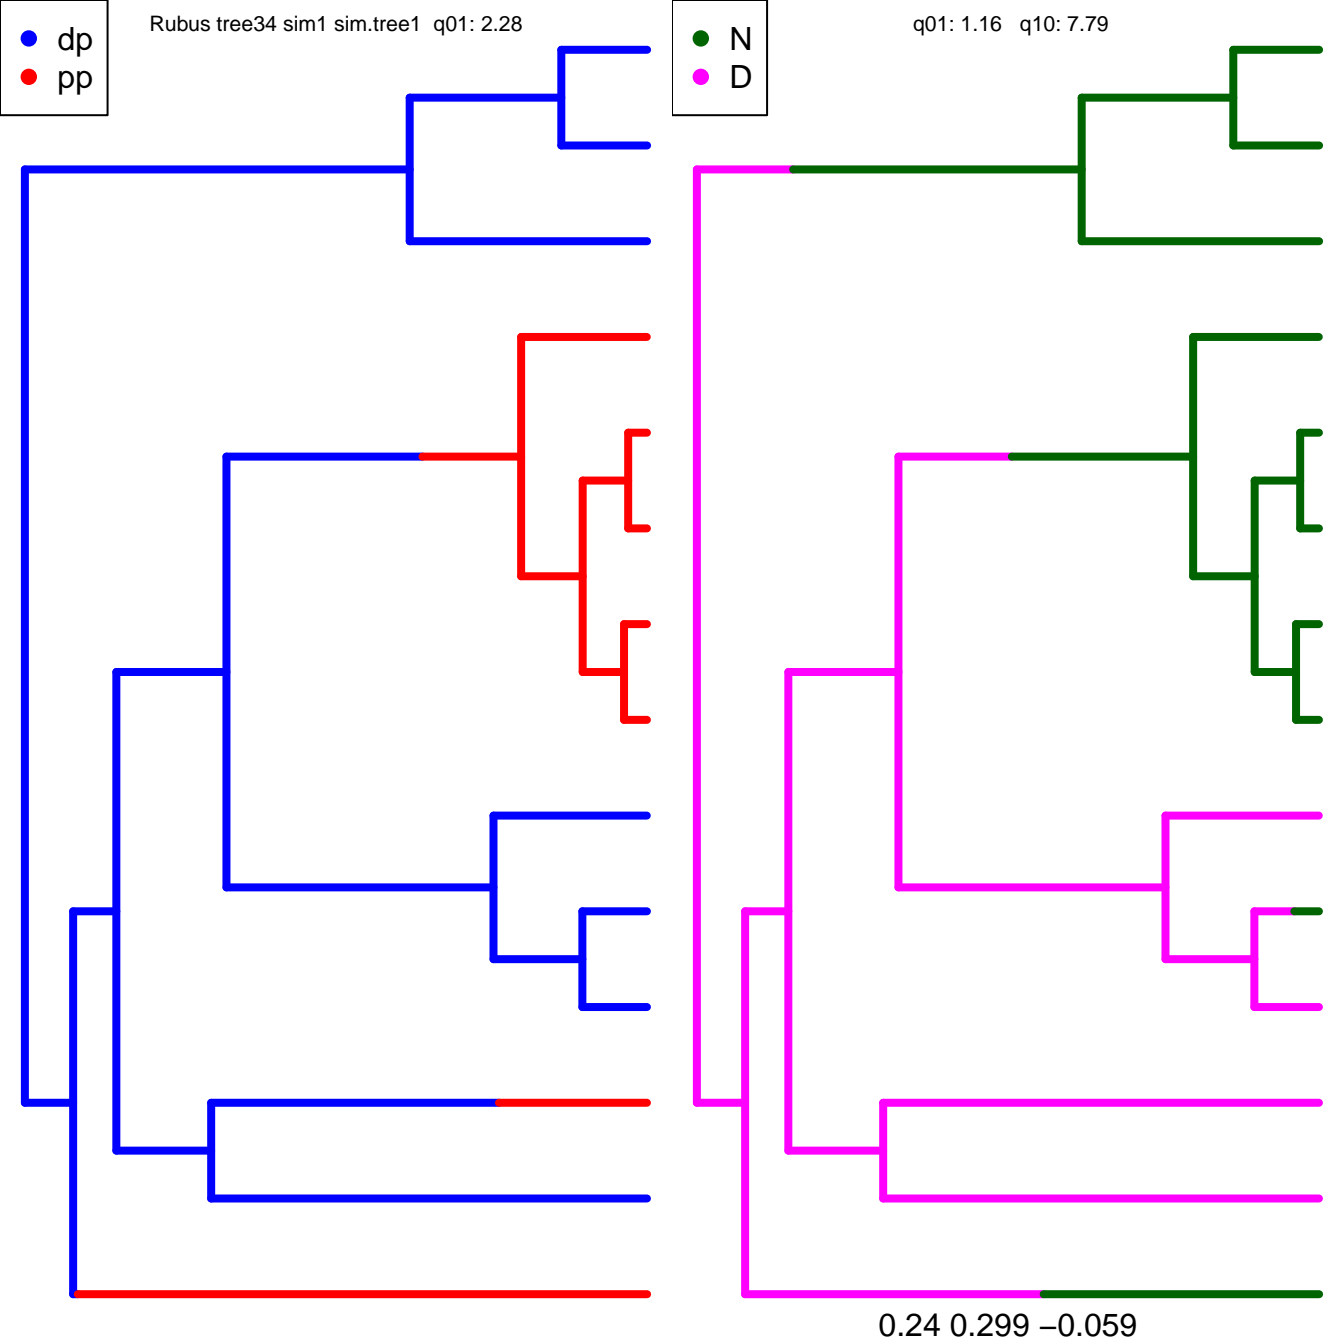 dp
pp
Rubus tree34 sim1 sim.tree1 q01: 2.28
N
D
q01: 1.16 q10: 7.79
0.24 0.299 −0.059